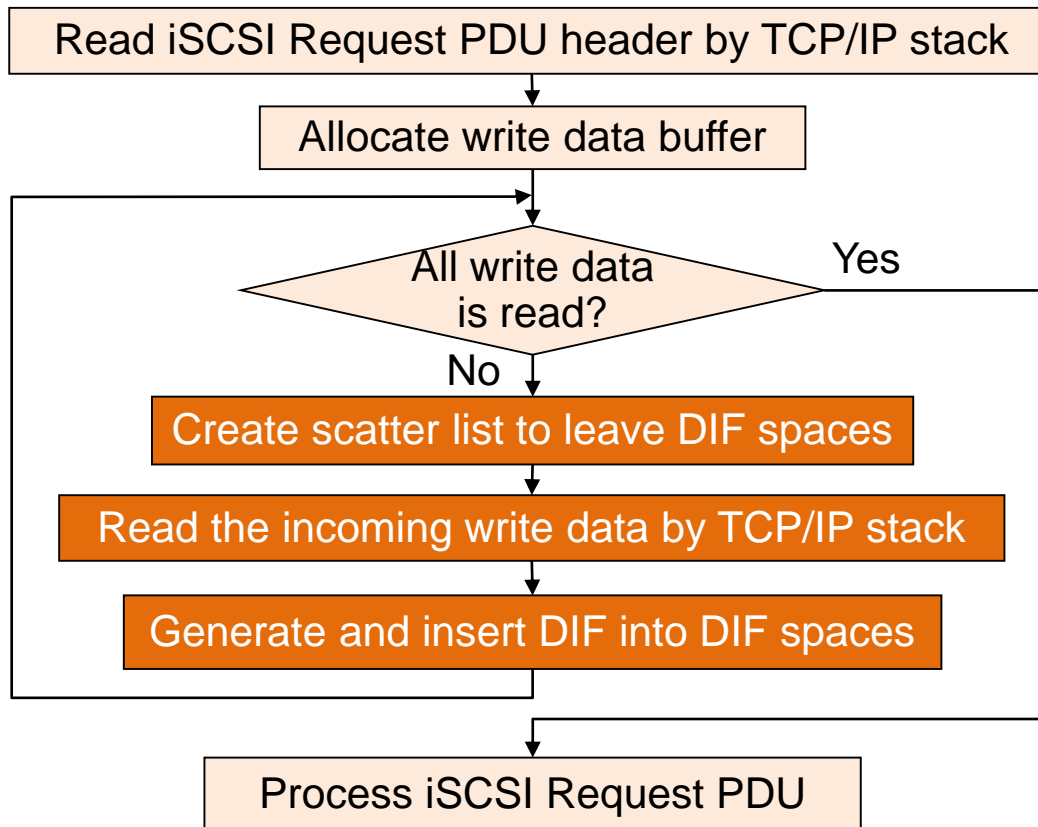 Read iSCSI Request PDU header by TCP/IP stack
Allocate write data buffer
All write data
is read?
Yes
No
Create scatter list to leave DIF spaces
Read the incoming write data by TCP/IP stack
Generate and insert DIF into DIF spaces
Process iSCSI Request PDU